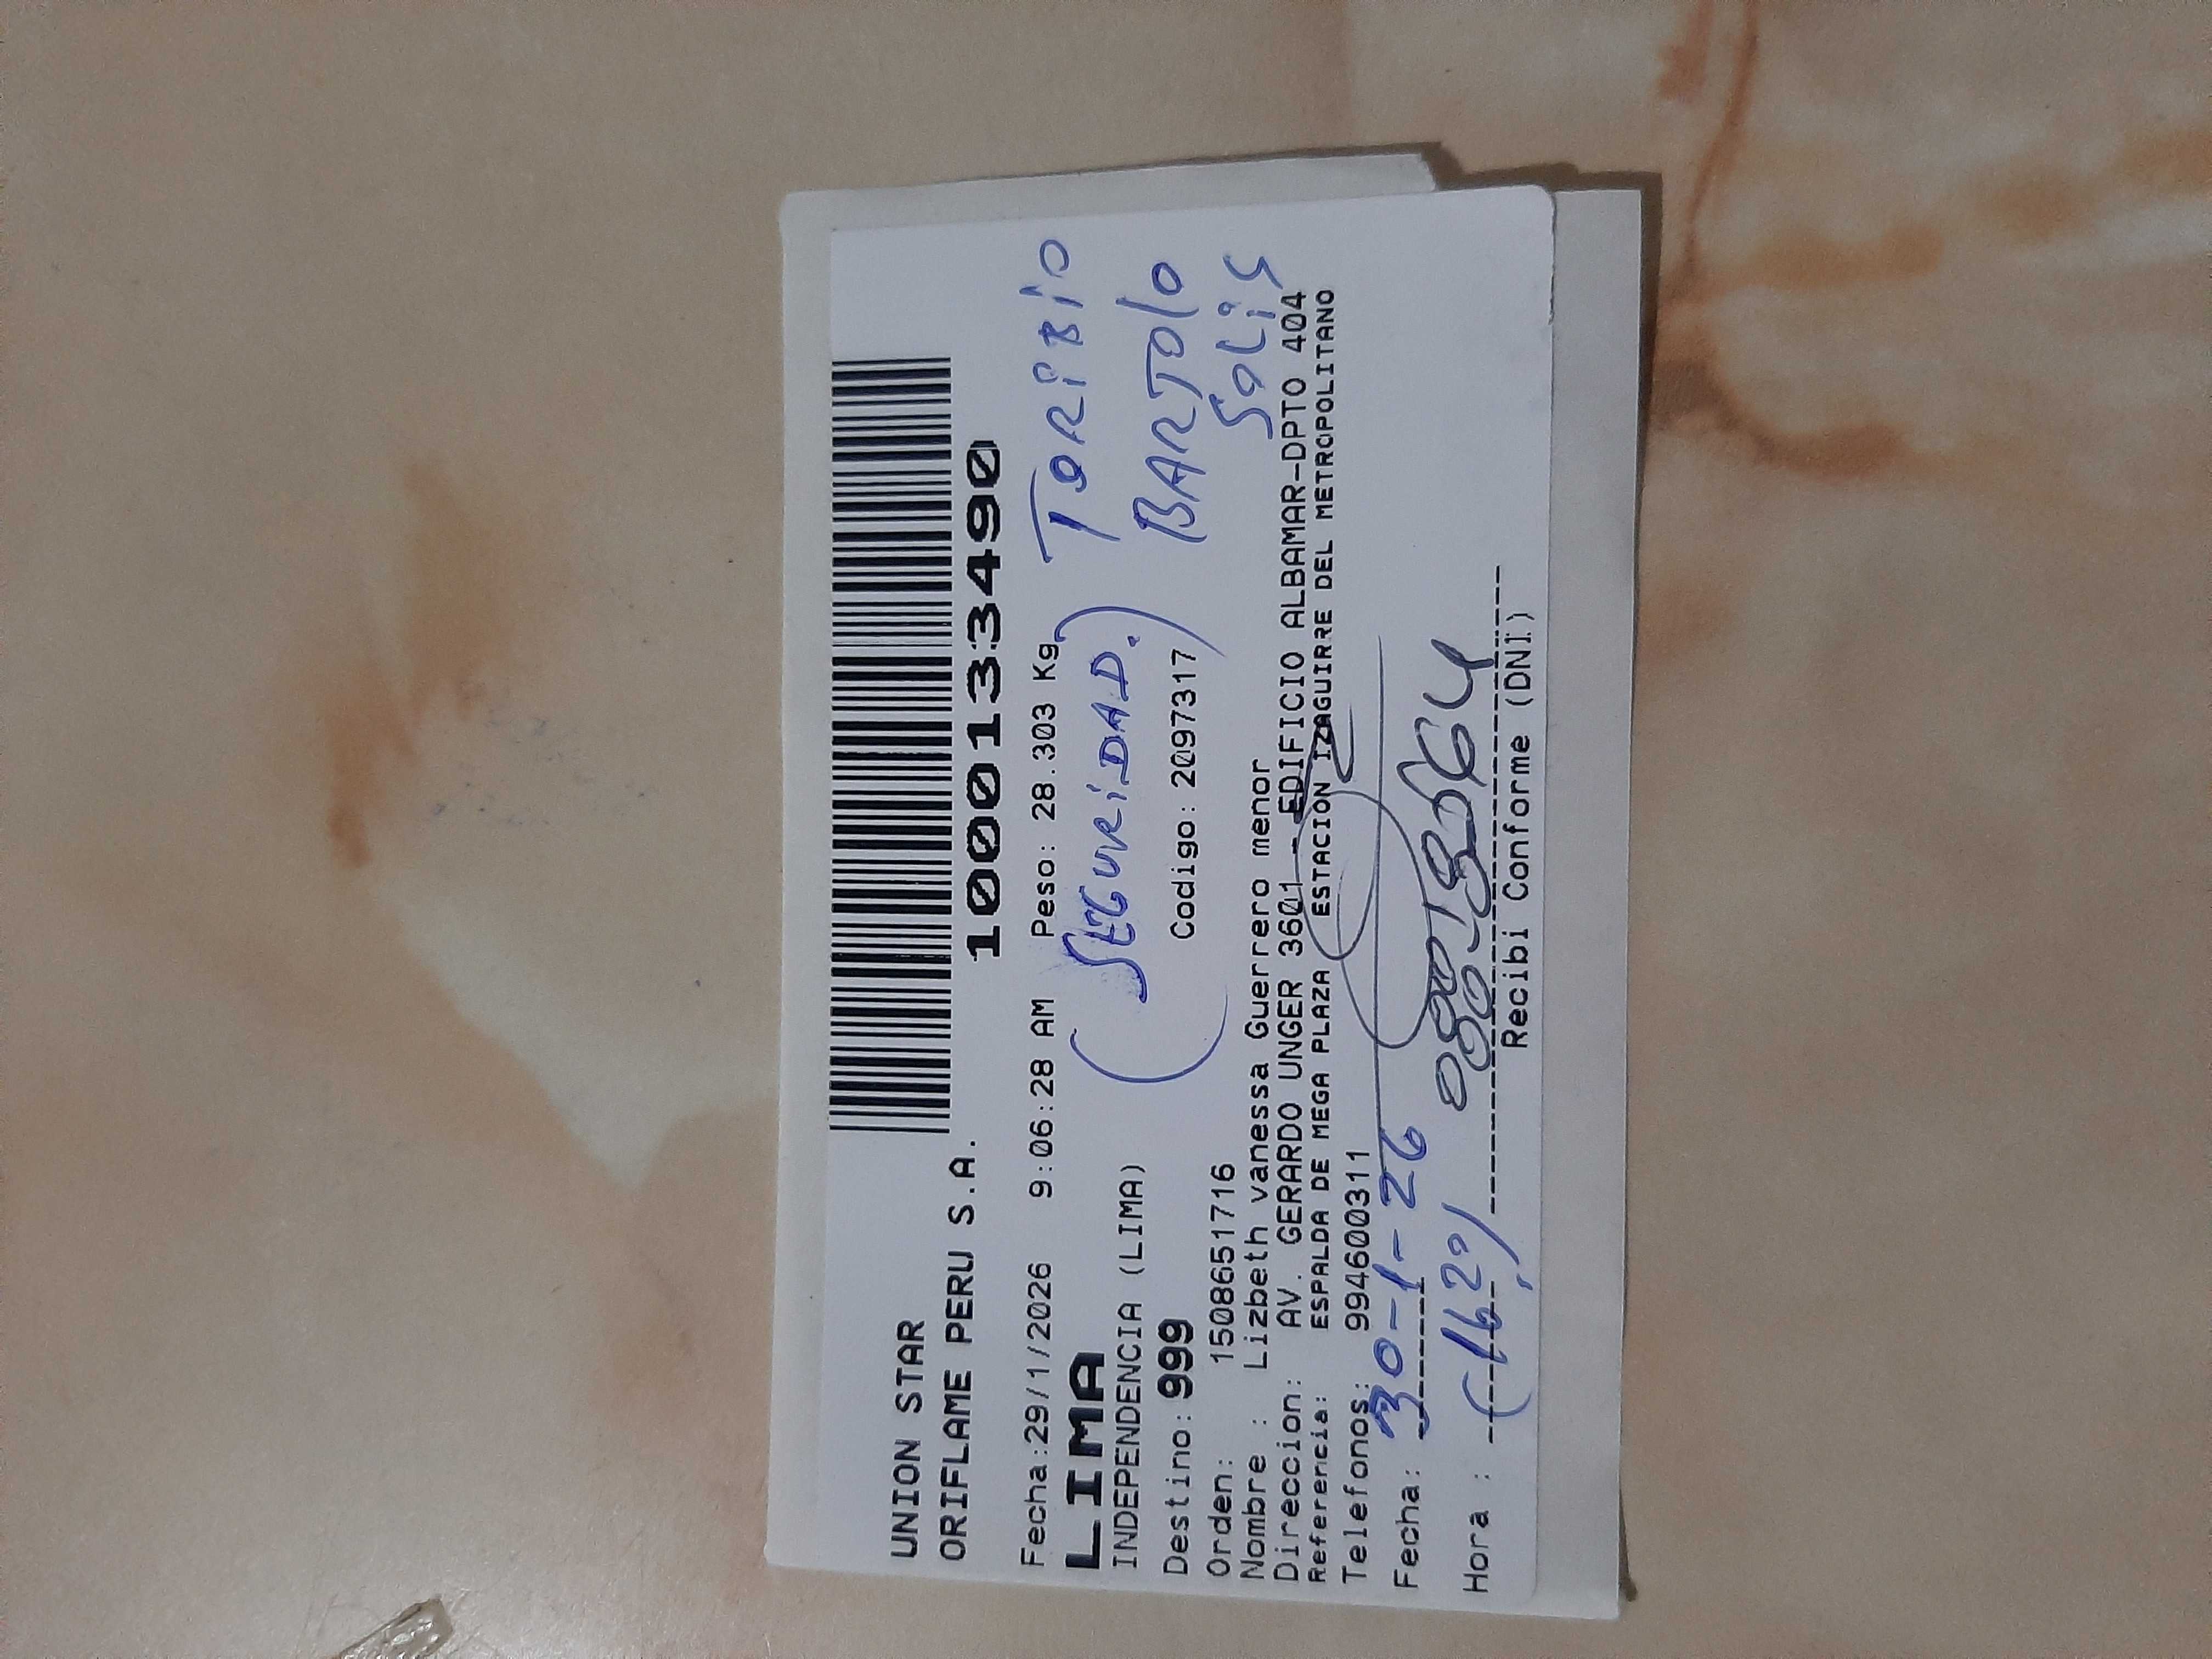 UNION STAR
ORIFLAME PERU S.A.
10001334490
Fecha:29/1/2026 9:06:28 AM Peso: 28.303 Kg.
TORIBIO
LIMA
(SEGURIDAD.)
BARTOlO
INDEPENDENCIA (LIMA)
SOLIS
Destino: 999 Codigo: 2097317
Orden: 1508651716
Nombre : Lizbeth vanessa Guerrero menor
Direccion: AV. GERARDO UNGER 3601 - EDIFICIO ALBAMAR-DPTO 404
Referencia: ESPALDA DE MEGA PLAZA ESTACION IZAGUIRRE DEL METROPOLITANO
Telefonos: 994600311
Fecha: 30-1-26
Hora :
Recibi Conforme (DNI)